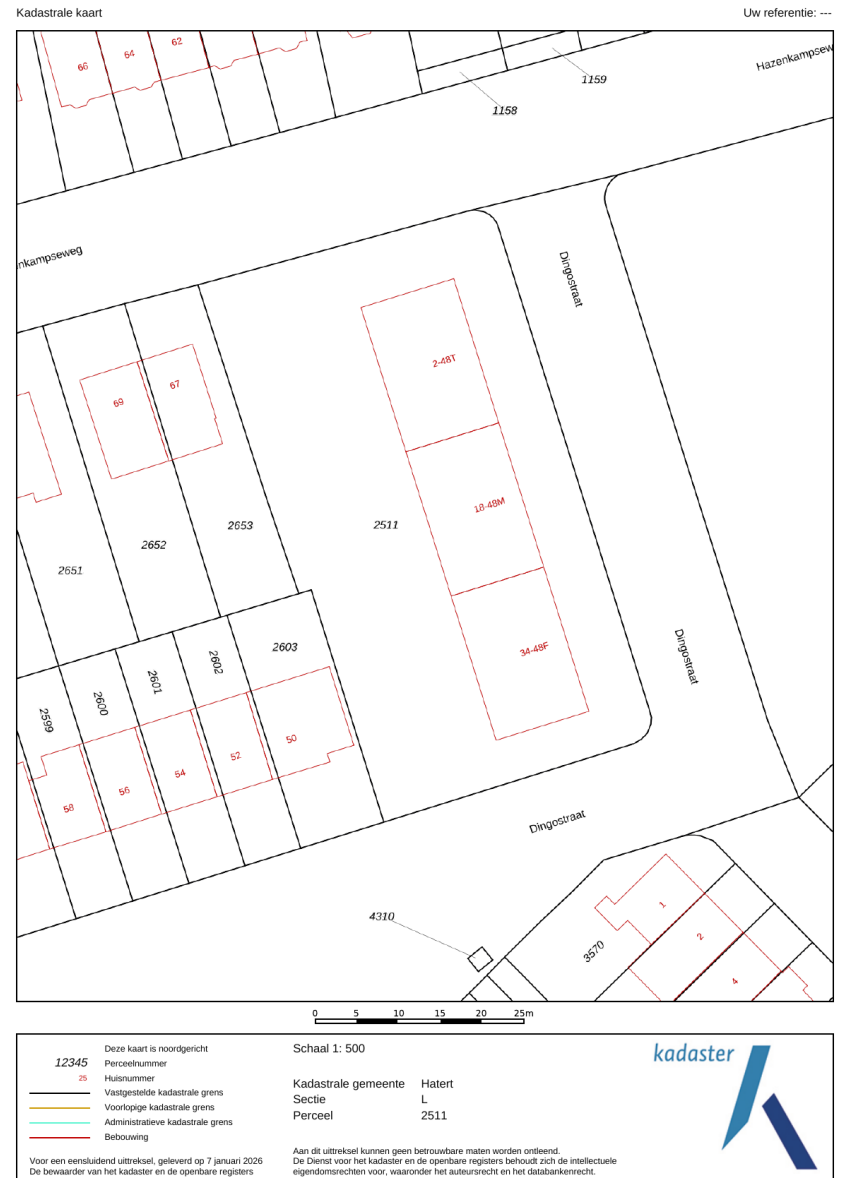 Kadastrale kaart
Uw referentie: ---
66
64
62
1158
1159
Hazenkampsew
nkampseweg
Dingostraat
2-48T
69
67
18-48M
2651
2652
2653
2511
34-48F
Dingostraat
2599
2600
2601
2602
2603
58
56
54
52
50
Dingostraat
4310
3570
1
2
4
0 5 10 15 20 25m
12345
25
Deze kaart is noordgericht
Perceelnummer
Huisnummer
Vastgestelde kadastrale grens
Voorlopige kadastrale grens
Administratieve kadastrale grens
Bebouwing
Voor een eensluidend uittreksel, geleverd op 7 januari 2026
De bewaarder van het kadaster en de openbare registers
Schaal 1: 500
Kadastrale gemeente Hatert
Sectie L
Perceel 2511
Aan dit uittreksel kunnen geen betrouwbare maten worden ontleend.
De Dienst voor het kadaster en de openbare registers behoudt zich de intellectuele
eigendomsrechten voor, waaronder het auteursrecht en het databankenrecht.
kadaster